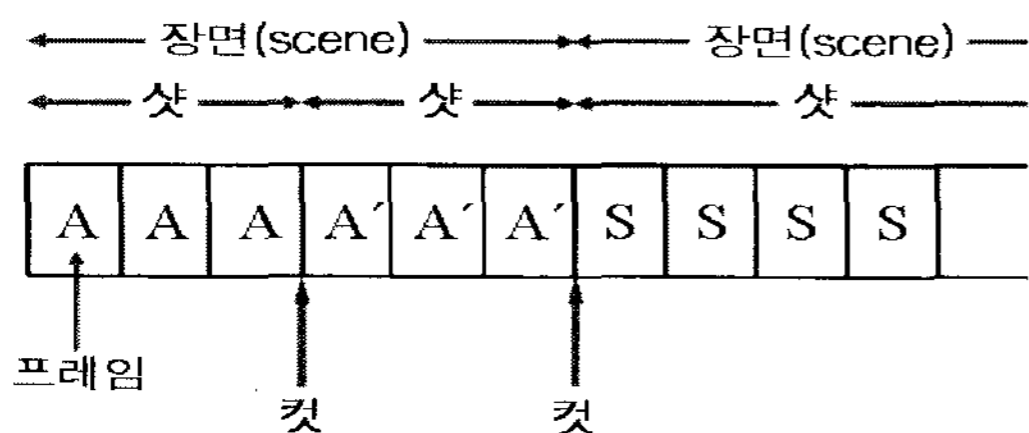 장면(scene) 장면(scene)
샷 샷 샷
A A A A′ A′ A′ S S S S
프레임
컷 컷